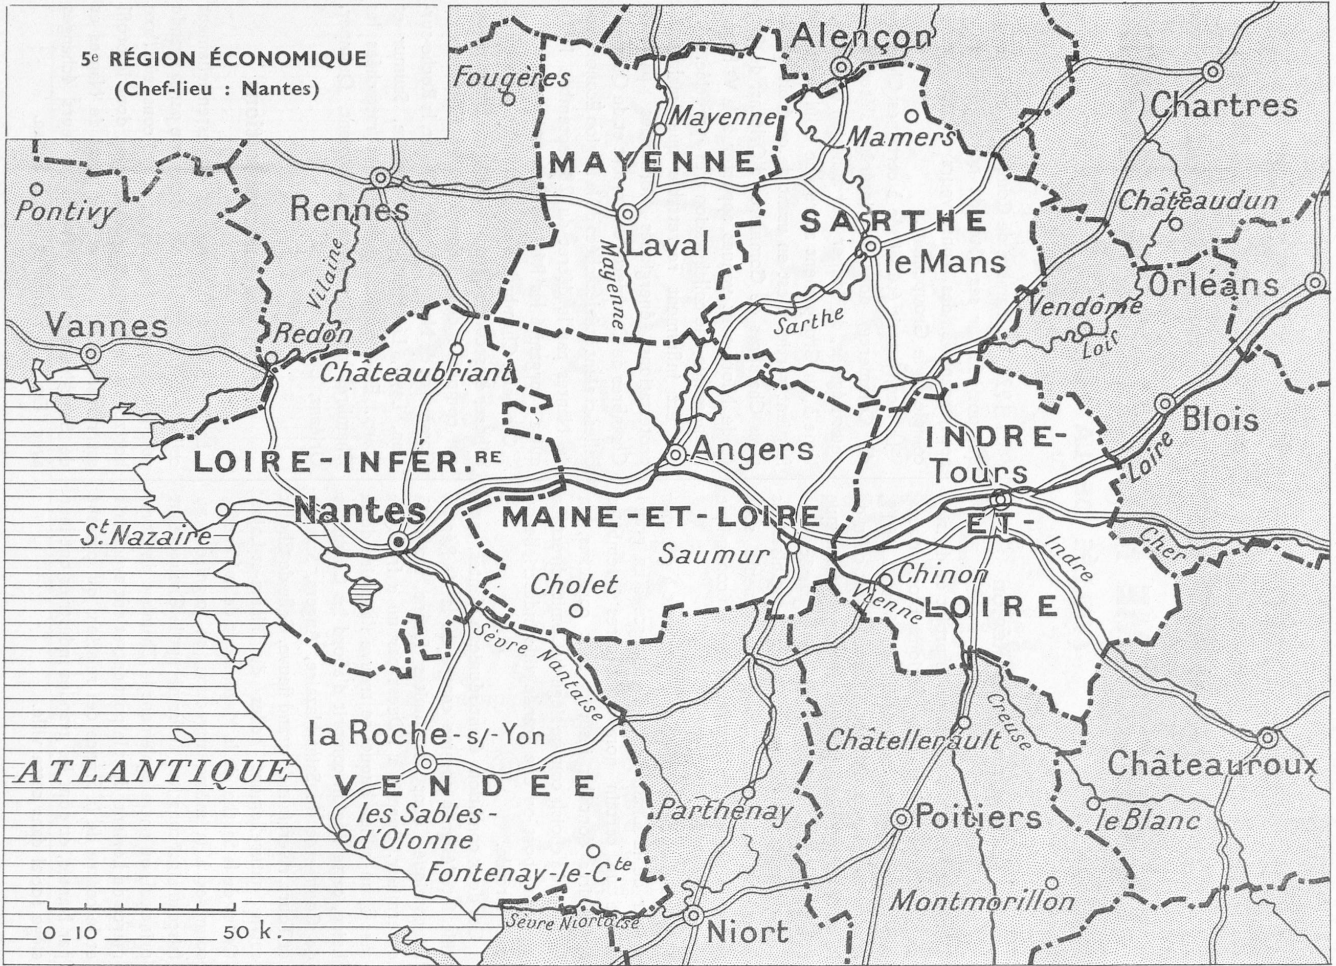 5e RÉGION ÉCONOMIQUE
(Chef-lieu : Nantes)
Alençon
Fougères
Chartres
Mayenne
Mamers
MAYENNE
Pontivy
Rennes
Châteaudun
SARTHE
Laval
le Mans
Vilaine
Mayenne
Orléans
Vendôme
Sarthe
Loir
Vannes
Redon
Châteaubriant
Blois
INDRE-
Angers
LOIRE-INFÉR.RE
Tours
Loire
Nantes
MAINE-ET-LOIRE
ET-
St. Nazaire
Saumur
Indre
Cher
Chinon
Cholet
Vienne
LOIRE
Sèvre Nantaise
la Roche-s/-Yon
Creuse
Châtellerault
Châteauroux
ATLANTIQUE
VENDÉE
les Sables-
d'Olonne
Parthenay
Poitiers
le Blanc
Fontenay-le-Cte.
Montmorillon
Sèvre Niortaise
Niort
0 10 50 k.